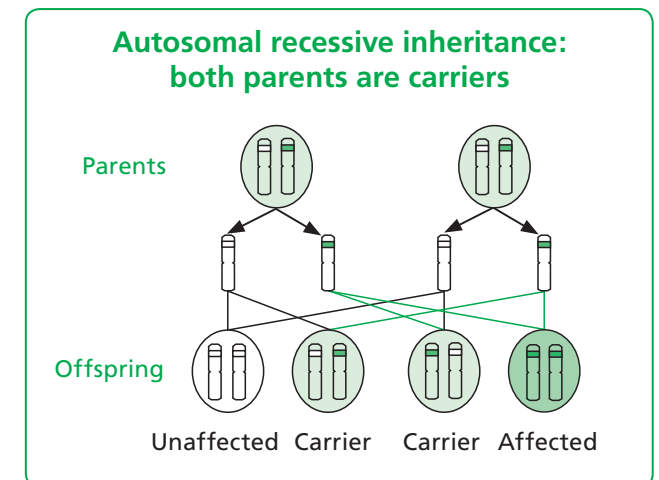 Autosomal recessive inheritance:
both parents are carriers
Parents
Offspring
Unaffected Carrier Carrier Affected